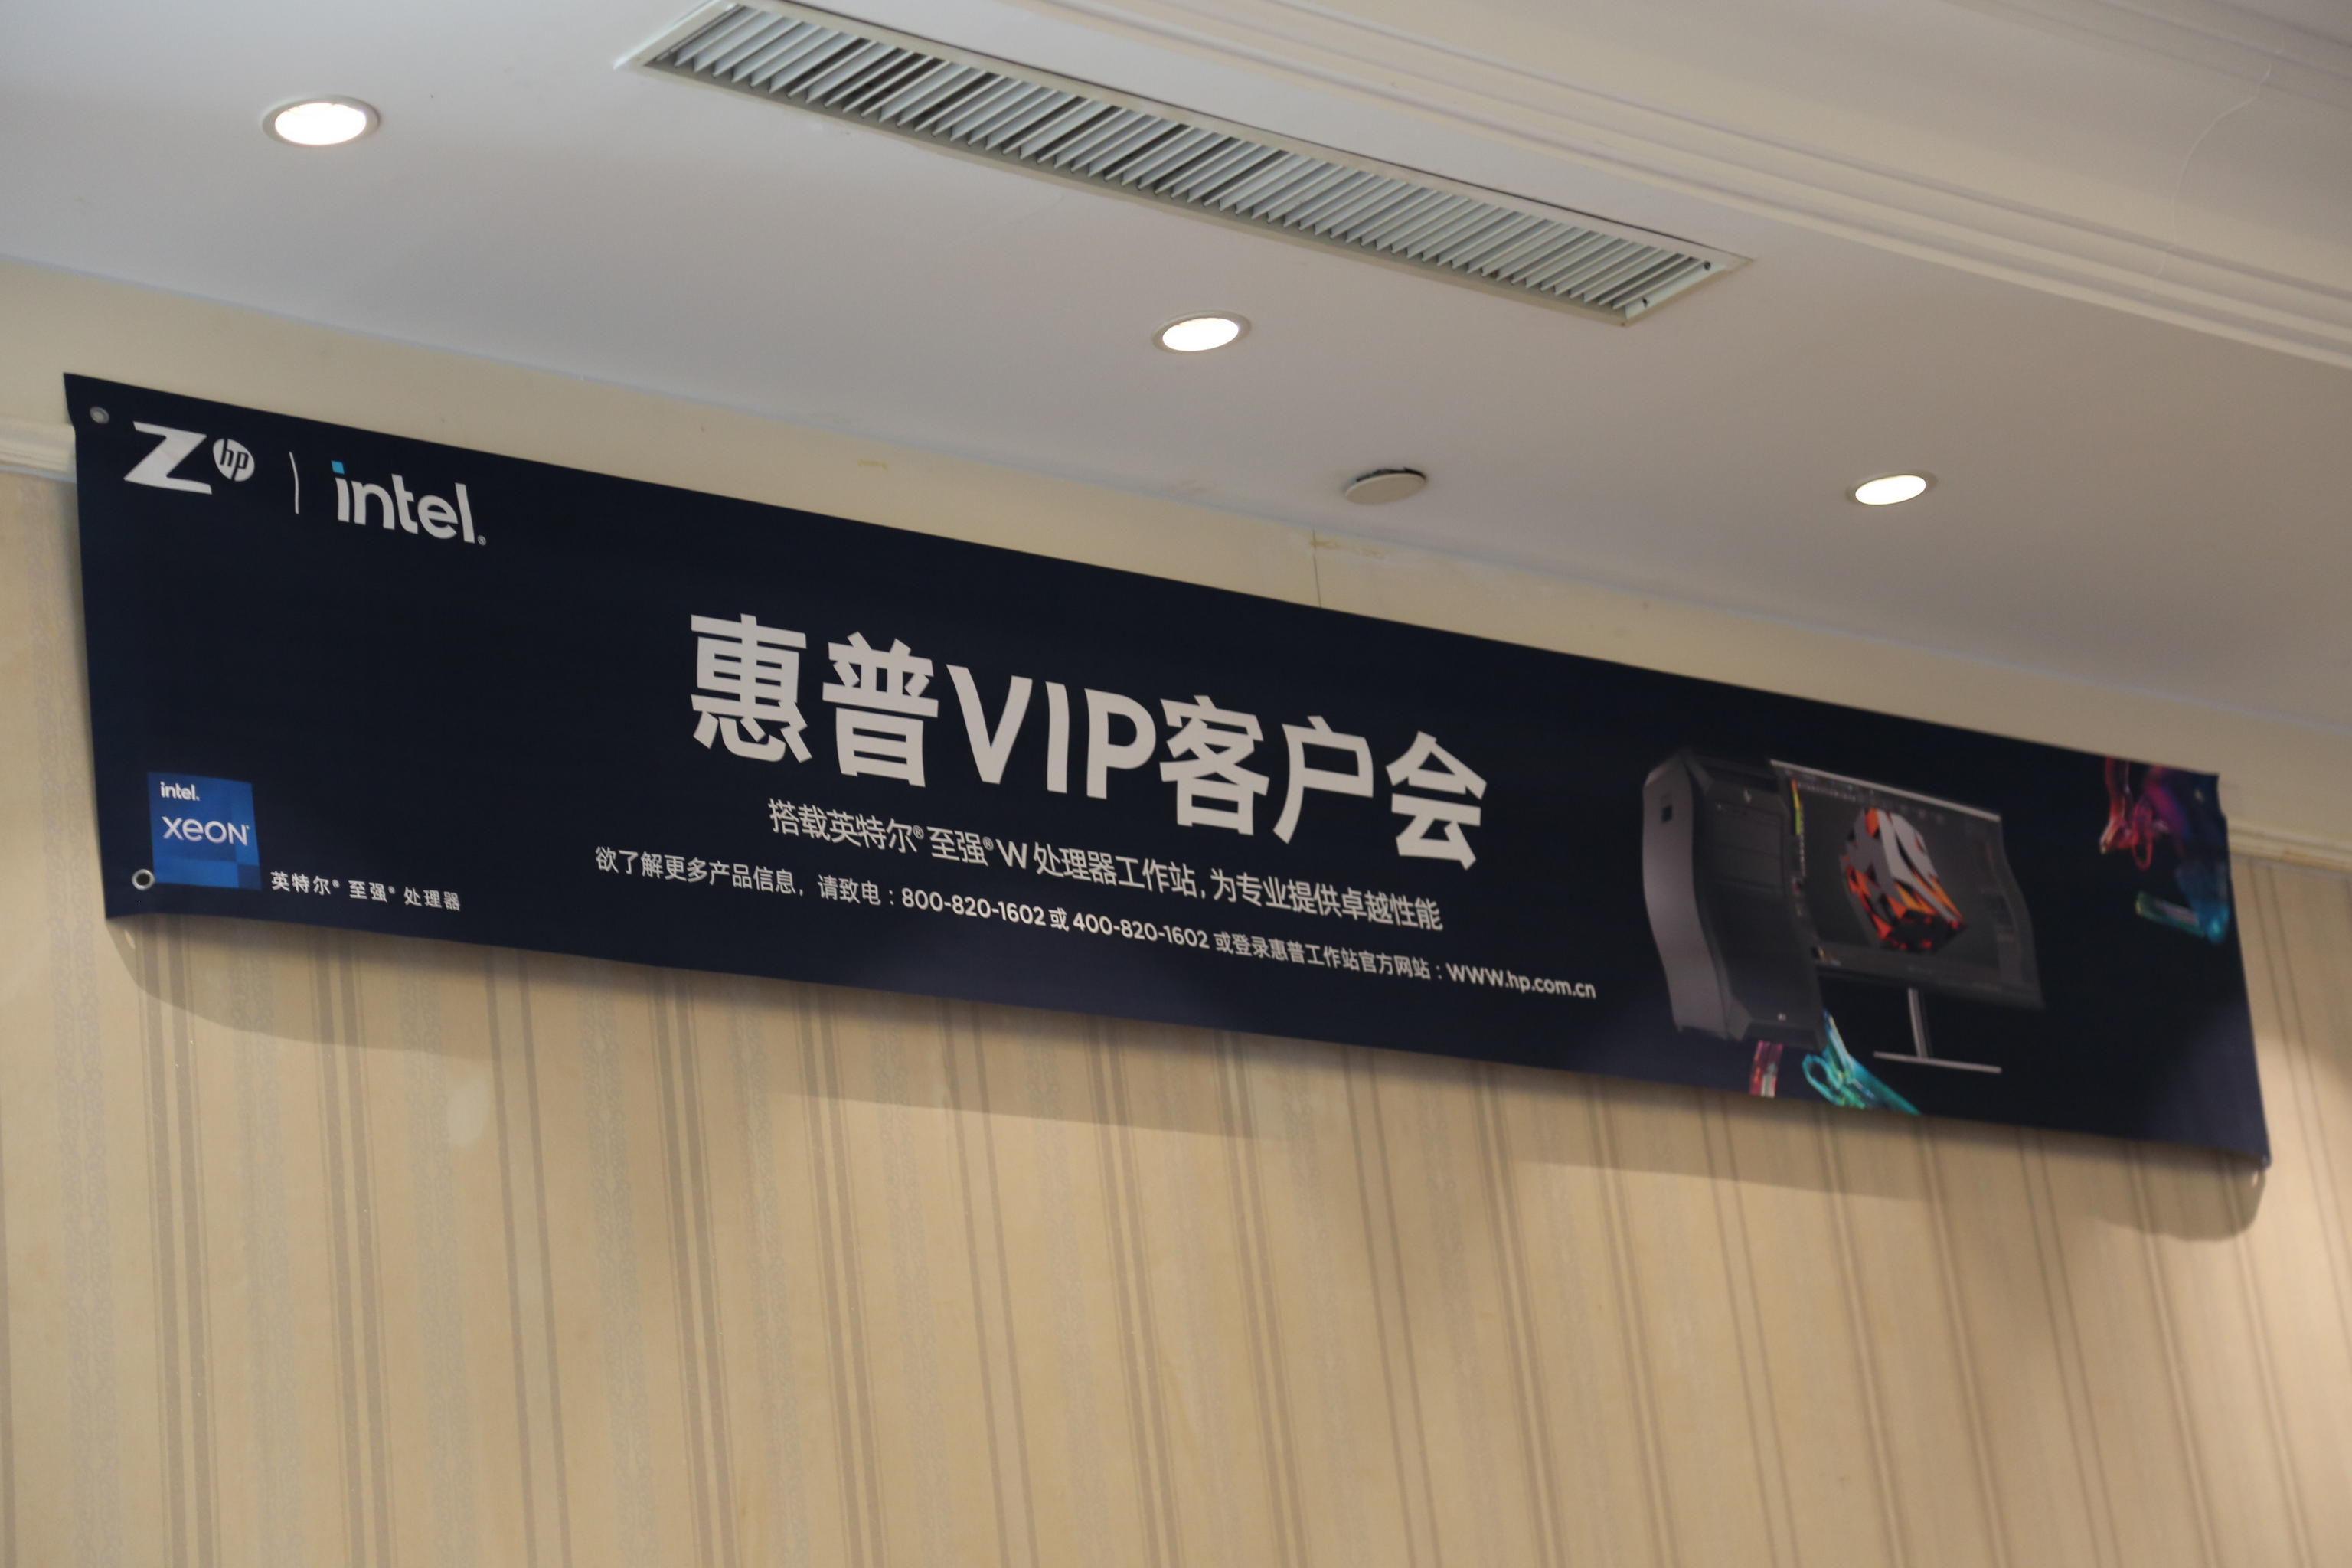 Z hp | intel.
惠普VIP客户会
搭载英特尔® 至强® W 处理器工作站，为专业提供卓越性能
欲了解更多产品信息，请致电：800-820-1602 或 400-820-1602 或登录惠普工作站官方网站：WWW.hp.com.cn
intel.
XEON
英特尔® 至强® 处理器